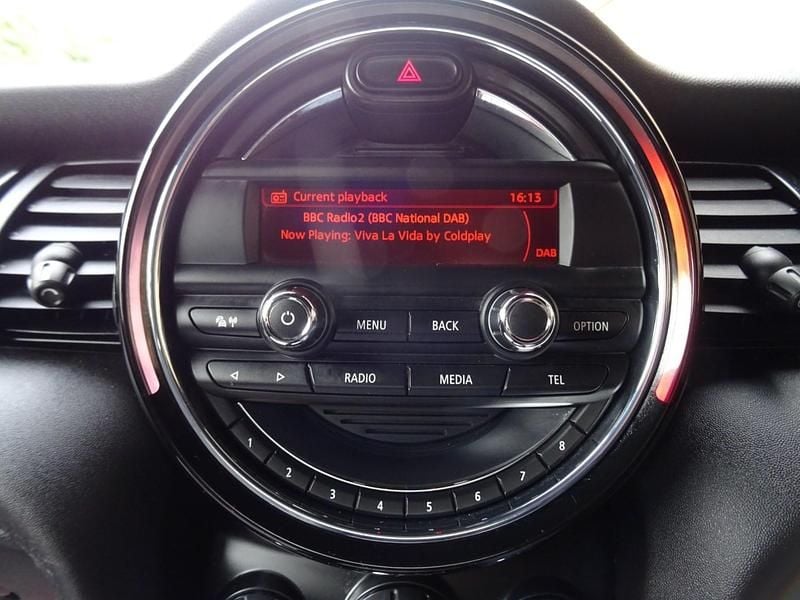 Current playback 16:13
BBC Radio2 (BBC National DAB)
Now Playing: Viva La Vida by Coldplay
DAB
MENU BACK OPTION
RADIO MEDIA TEL
1 2 3 4 5 6 7 8